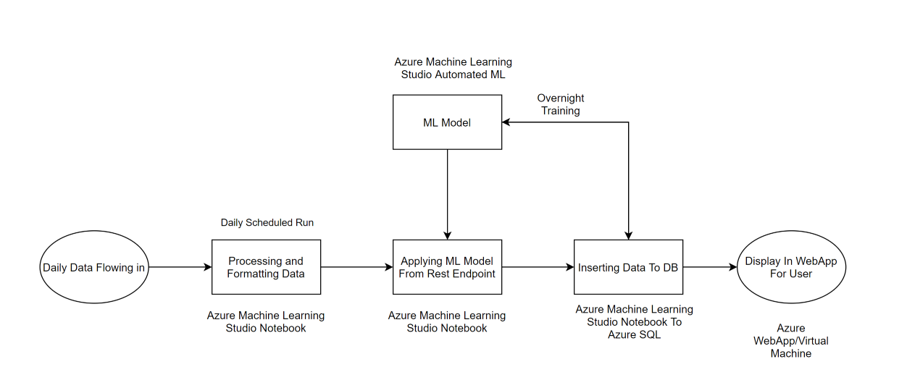 Azure Machine Learning
Studio Automated ML
ML Model
Overnight
Training
Daily Scheduled Run
Daily Data Flowing in
Processing and
Formatting Data
Applying ML Model
From Rest Endpoint
Inserting Data To DB
Display In WebApp
For User
Azure Machine Learning
Studio Notebook
Azure Machine Learning
Studio Notebook
Azure Machine Learning
Studio Notebook To
Azure SQL
Azure
WebApp/Virtual
Machine